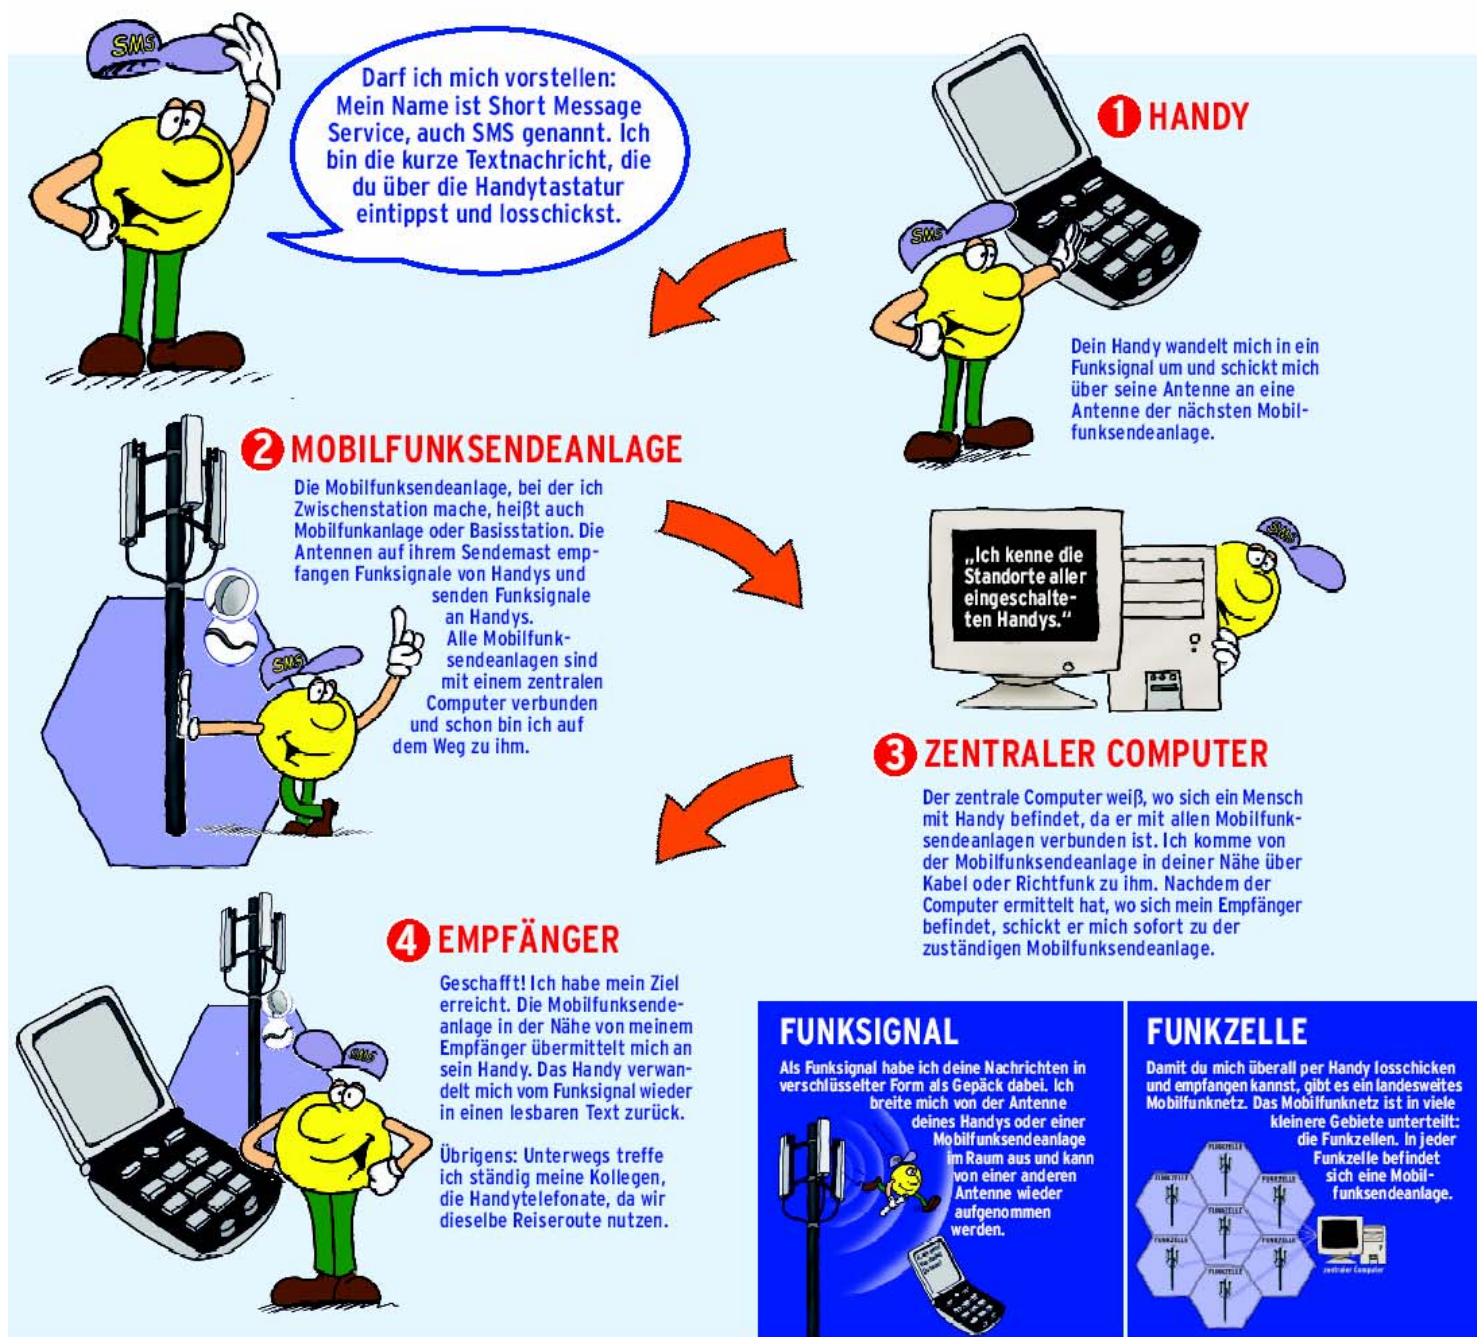 SMS
Darf ich mich vorstellen:
Mein Name ist Short Message
Service, auch SMS genannt. Ich
bin die kurze Textnachricht, die
du über die Handytastatur
eintippst und losschickst.
1 HANDY
SMS
Dein Handy wandelt mich in ein
Funksignal um und schickt mich
über seine Antenne an eine
Antenne der nächsten Mobil-
funksendeanlage.
2 MOBILFUNKSENDEANLAGE
Die Mobilfunksendeanlage, bei der ich
Zwischenstation mache, heißt auch
Mobilfunkanlage oder Basisstation. Die
Antennen auf ihrem Sendemast emp-
fangen Funksignale von Handys und
senden Funksignale
an Handys.
Alle Mobilfunk-
sendeanlagen sind
mit einem zentralen
Computer verbunden
und schon bin ich auf
dem Weg zu ihm.
SMS
„Ich kenne die
Standorte aller
eingeschalte-
ten Handys.“
SMS
3 ZENTRALER COMPUTER
Der zentrale Computer weiß, wo sich ein Mensch
mit Handy befindet, da er mit allen Mobilfunk-
sendeanlagen verbunden ist. Ich komme von
der Mobilfunksendeanlage in deiner Nähe über
Kabel oder Richtfunk zu ihm. Nachdem der
Computer ermittelt hat, wo sich mein Empfänger
befindet, schickt er mich sofort zu der
zuständigen Mobilfunksendeanlage.
4 EMPFÄNGER
Geschafft! Ich habe mein Ziel
erreicht. Die Mobilfunksende-
anlage in der Nähe von meinem
Empfänger übermittelt mich an
sein Handy. Das Handy verwan-
delt mich vom Funksignal wieder
in einen lesbaren Text zurück.
Übrigens: Unterwegs treffe
ich ständig meine Kollegen,
die Handytelefonate, da wir
dieselbe Reiseroute nutzen.
SMS
FUNKSIGNAL
Als Funksignal habe ich deine Nachrichten in
verschlüsselter Form als Gepäck dabei. Ich
breite mich von der Antenne
deines Handys oder einer
Mobilfunksendeanlage
im Raum aus und kann
von einer anderen
Antenne wieder
aufgenommen
werden.
FUNKZELLE
Damit du mich überall per Handy losschicken
und empfangen kannst, gibt es ein landesweites
Mobilfunknetz. Das Mobilfunknetz ist in viele
kleinere Gebiete unterteilt:
die Funkzellen. In jeder
Funkzelle befindet
sich eine Mobil-
funksendeanlage.
FUNKZELLE
FUNKZELLE
FUNKZELLE
FUNKZELLE
FUNKZELLE
FUNKZELLE
FUNKZELLE
zentraler Computer